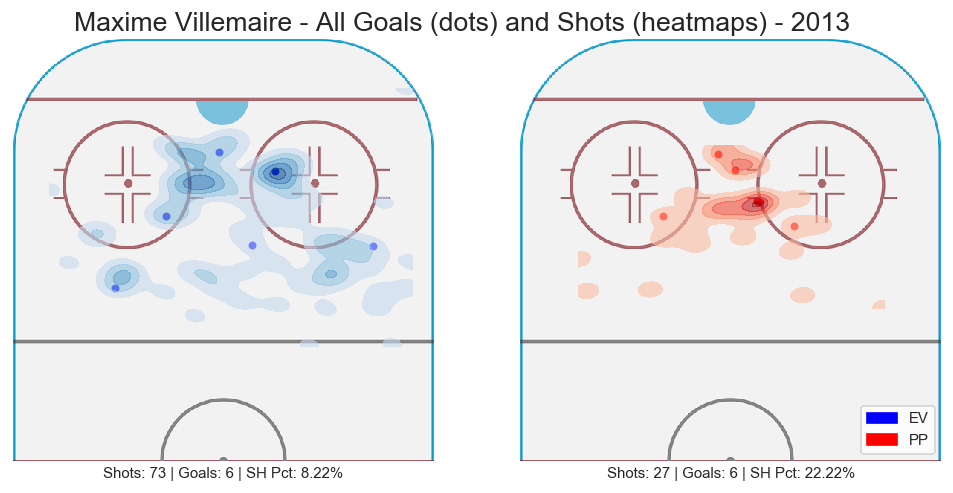 Maxime Villemaire - All Goals (dots) and Shots (heatmaps) - 2013
EV
PP
Shots: 73 | Goals: 6 | SH Pct: 8.22%
Shots: 27 | Goals: 6 | SH Pct: 22.22%